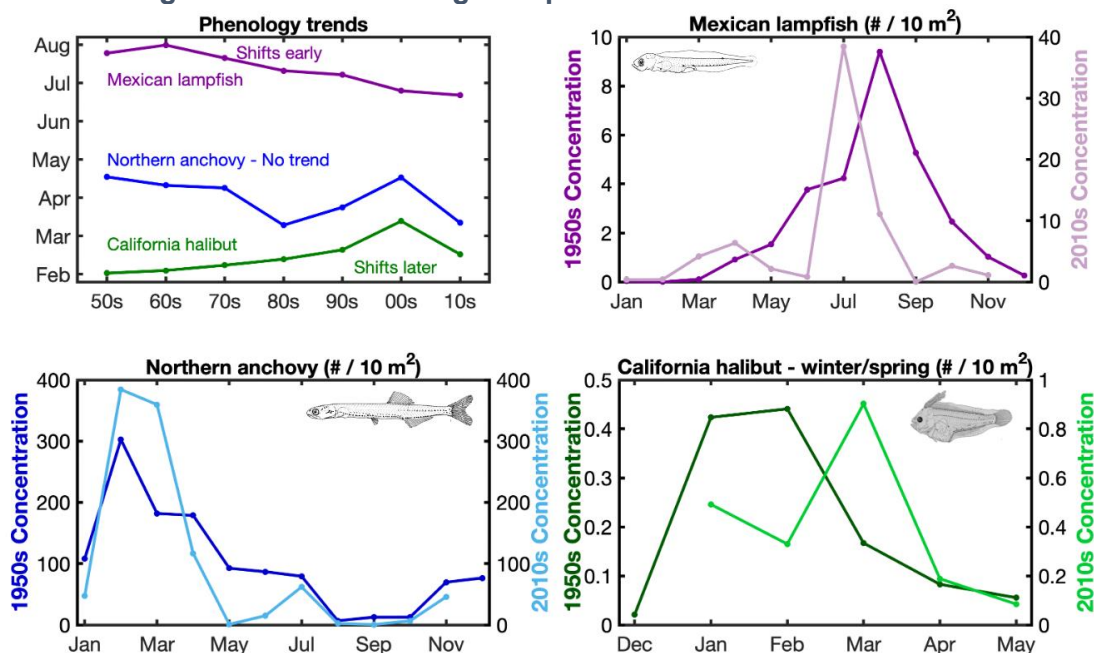 Phenology trends
Aug
Jul
Jun
May
Apr
Mar
Feb
Shifts early
Mexican lampfish
Northern anchovy - No trend
California halibut
Shifts later
50s 60s 70s 80s 90s 00s 10s
Mexican lampfish (# / 10 m²)
1950s Concentration
10
8
6
4
2
0
40
30
20
10
0
2010s Concentration
Jan Mar May Jul Sep Nov
Northern anchovy (# / 10 m²)
1950s Concentration
400
300
200
100
0
400
300
200
100
0
2010s Concentration
Jan Mar May Jul Sep Nov
California halibut - winter/spring (# / 10 m²)
1950s Concentration
0.5
0.4
0.3
0.2
0.1
0
1
0.8
0.6
0.4
0.2
0
2010s Concentration
Dec Jan Feb Mar Apr May